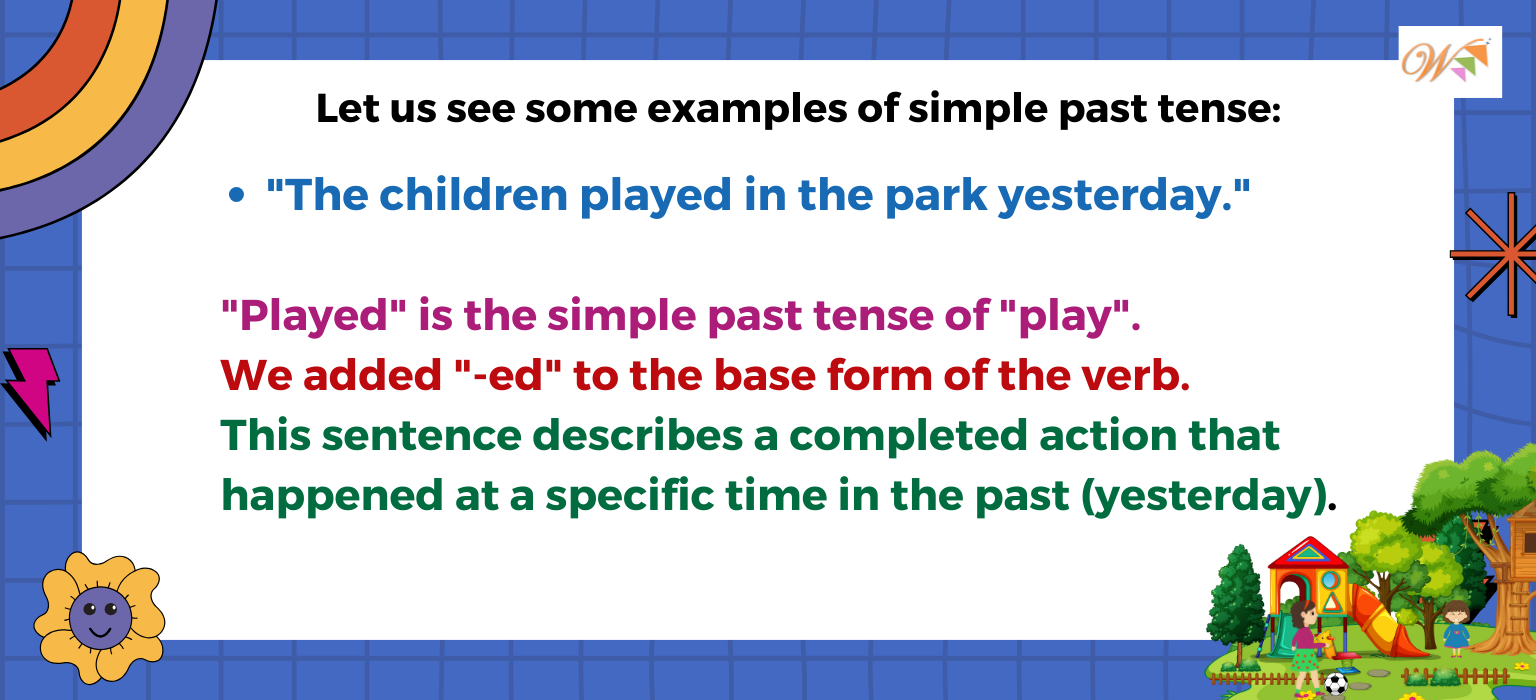 Let us see some examples of simple past tense:
• "The children played in the park yesterday."
"Played" is the simple past tense of "play".
We added "-ed" to the base form of the verb.
This sentence describes a completed action that
happened at a specific time in the past (yesterday).
W